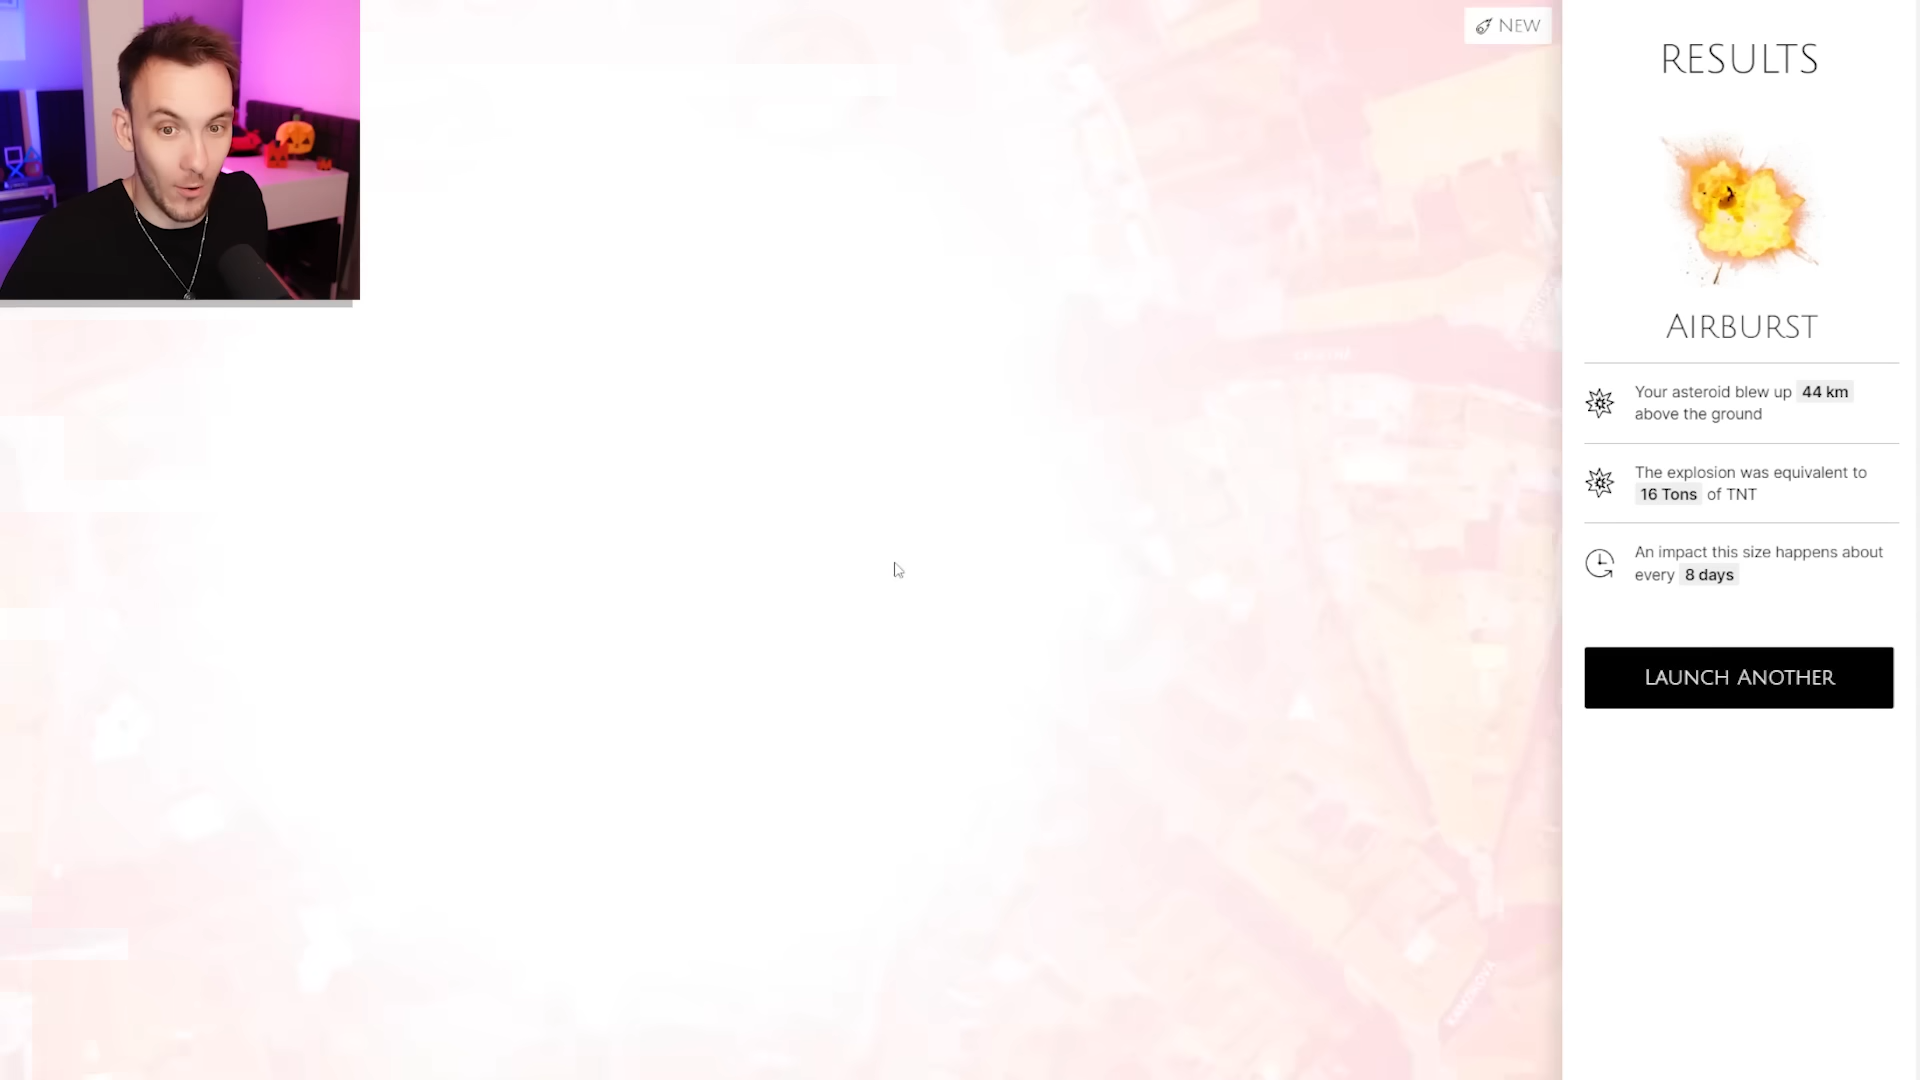 NEW
RESULTS
AIRBURST
Your asteroid blew up 44 km
above the ground
The explosion was equivalent to
16 Tons of TNT
An impact this size happens about
every 8 days
LAUNCH ANOTHER